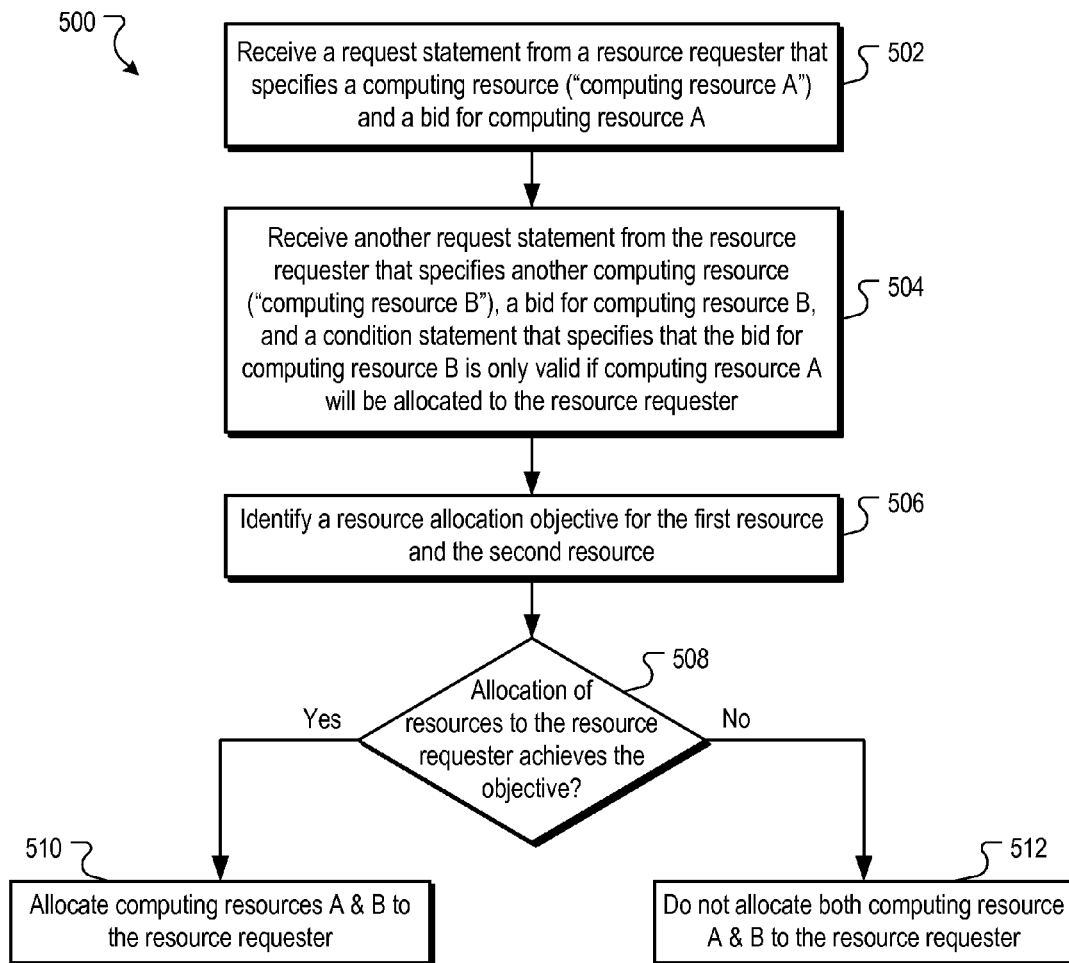 500
Receive a request statement from a resource requester that
specifies a computing resource (“computing resource A”)
and a bid for computing resource A
502
Receive another request statement from the resource
requester that specifies another computing resource
(“computing resource B”), a bid for computing resource B,
and a condition statement that specifies that the bid for
computing resource B is only valid if computing resource A
will be allocated to the resource requester
504
Identify a resource allocation objective for the first resource
and the second resource
506
Allocation of
resources to the resource
requester achieves the
objective?
508
Yes
No
510
Allocate computing resources A & B to
the resource requester
512
Do not allocate both computing resource
A & B to the resource requester